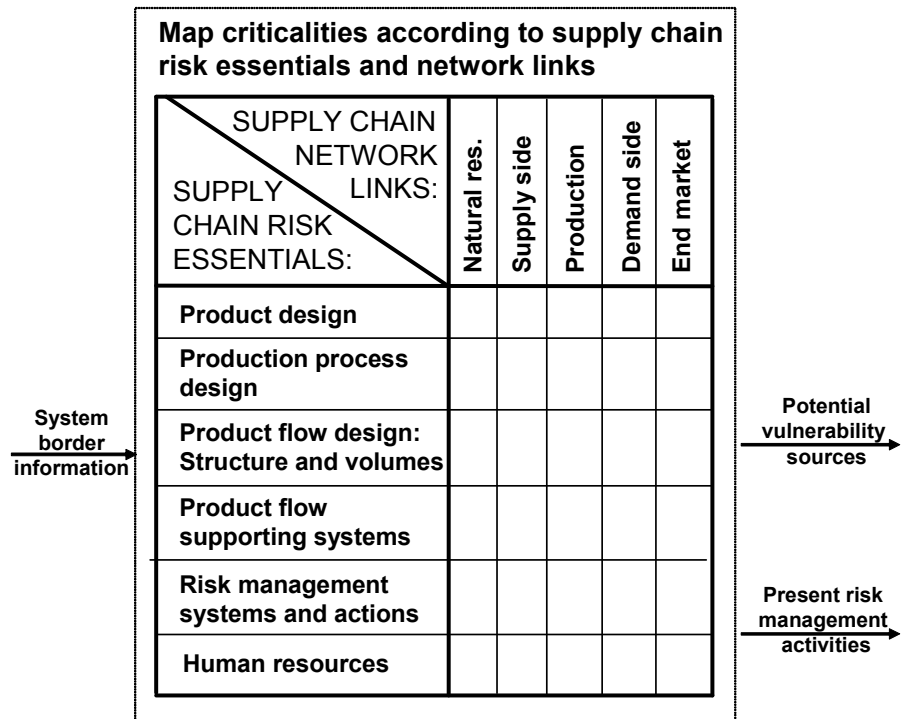 Map criticalities according to supply chain
risk essentials and network links
SUPPLY CHAIN
NETWORK
LINKS:
SUPPLY
CHAIN RISK
ESSENTIALS:
Natural res.
Supply side
Production
Demand side
End market
Product design
Production process
design
Product flow design:
Structure and volumes
Product flow
supporting systems
Risk management
systems and actions
Human resources
System
border
information
Potential
vulnerability
sources
Present risk
management
activities